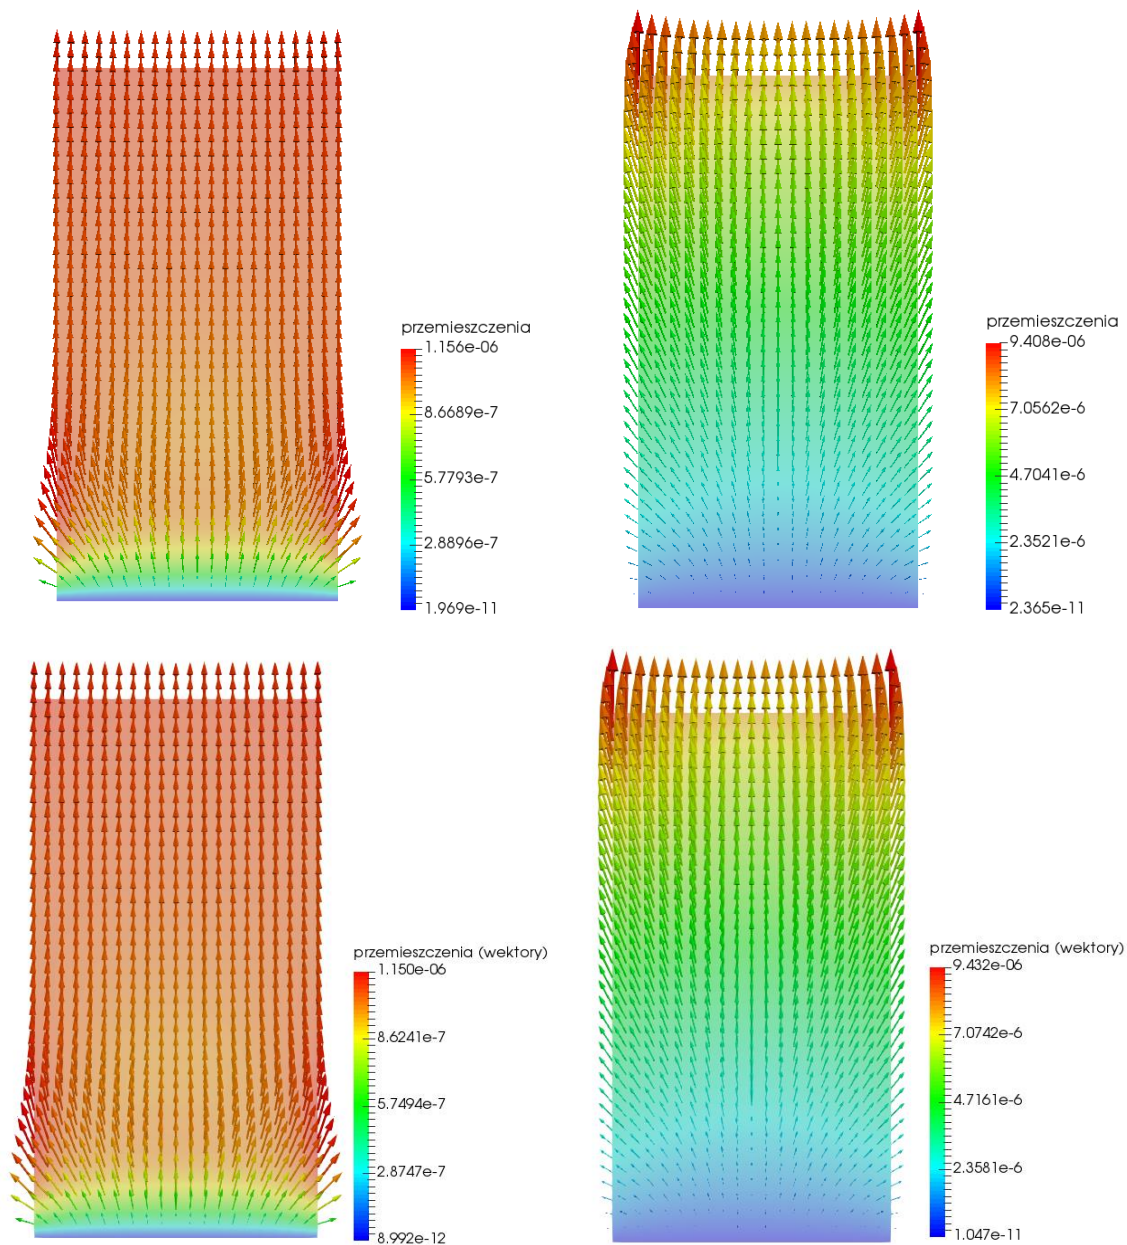 przemieszczenia
1.156e-06
8.6689e-7
5.7793e-7
2.8896e-7
1.969e-11
przemieszczenia
9.408e-06
7.0562e-6
4.7041e-6
2.3521e-6
2.365e-11
przemieszczenia (wektory)
1.150e-06
8.6241e-7
5.7494e-7
2.8747e-7
8.992e-12
przemieszczenia (wektory)
9.432e-06
7.0742e-6
4.7161e-6
2.3581e-6
1.047e-11